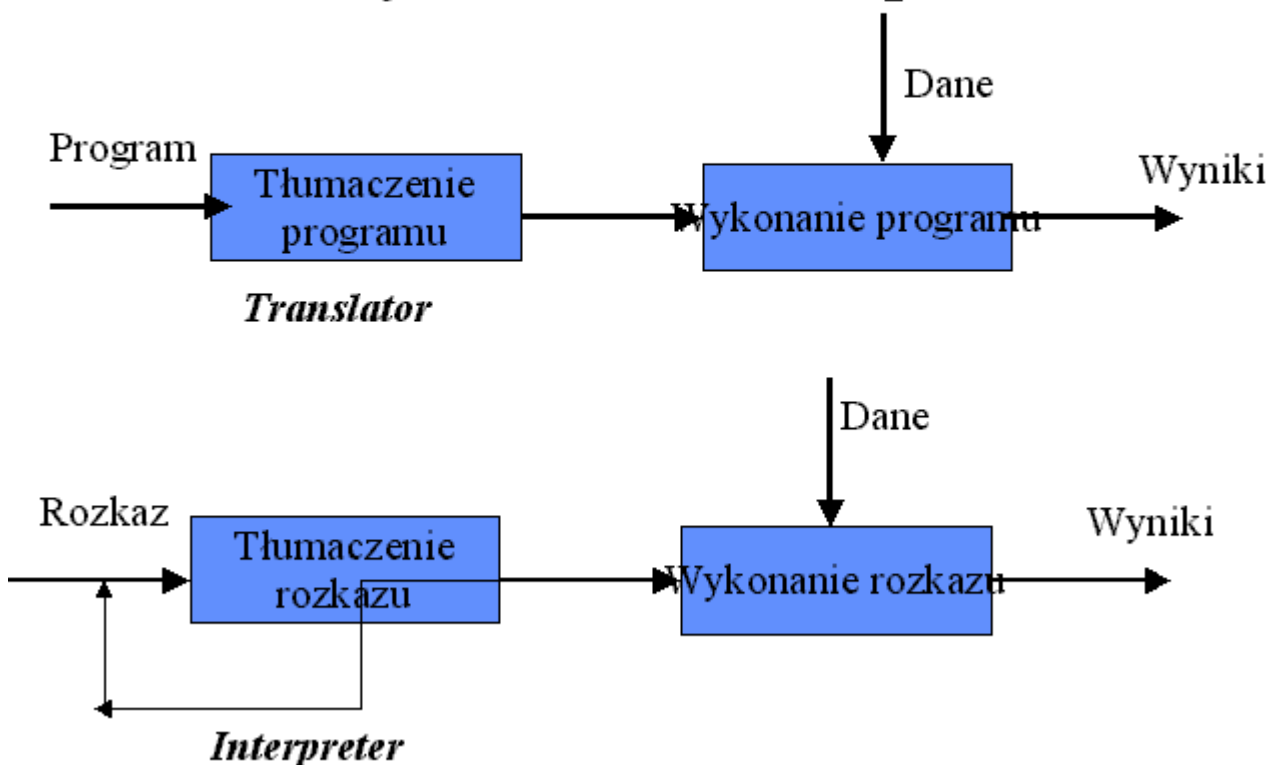 Dane
Program
Wyniki
Tłumaczenie
programu
Wykonanie programu
Translator
Dane
Rozkaz
Wyniki
Tłumaczenie
rozkazu
Wykonanie rozkazu
Interpreter